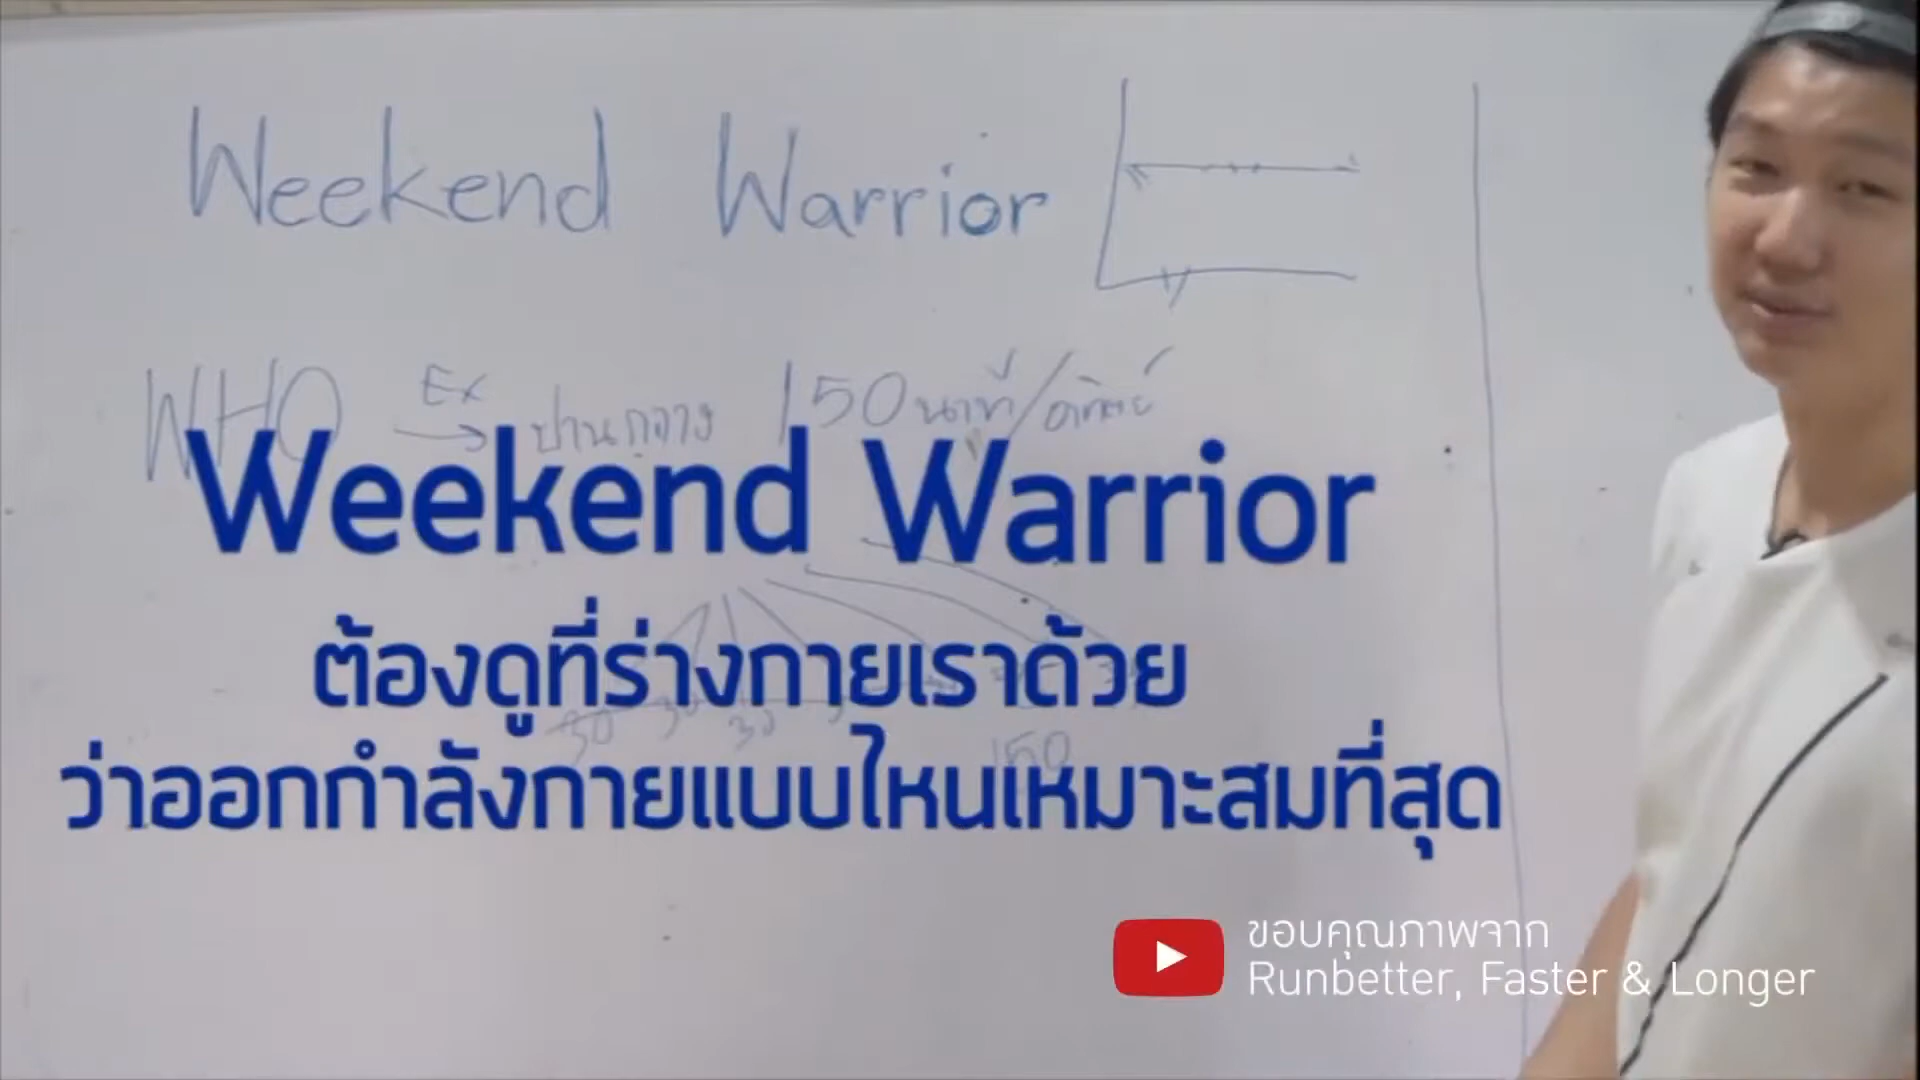 Weekend Warrior
WHO Ex → ปานกลาง 150 นาที/อาทิตย์
Weekend Warrior
ต้องดูที่ร่างกายเราด้วย
30 30 30
150
ว่าออกกำลังกายแบบไหนเหมาะสมที่สุด
ขอบคุณภาพจาก
Runbetter, Faster & Longer